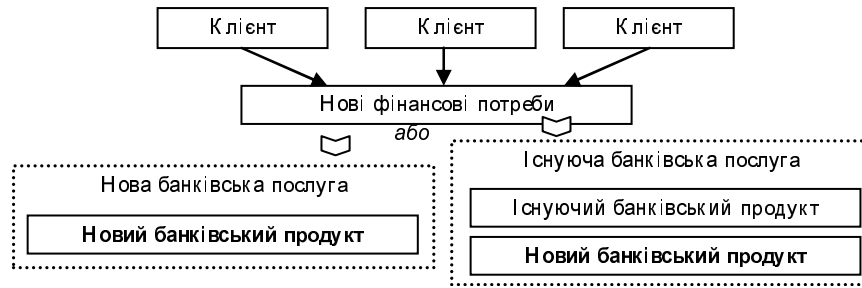 Клієнт
Клієнт
Клієнт
Нові фінансові потреби
або
Нова банківська послуга
Новий банківський продукт
Існуюча банківська послуга
Існуючий банківський продукт
Новий банківський продукт